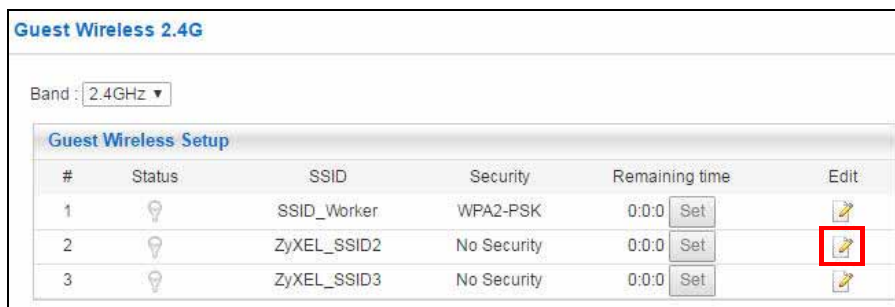 Guest Wireless 2.4G
Band : 2.4GHz
Guest Wireless Setup
# Status SSID Security Remaining time Edit
1 SSID_Worker WPA2-PSK 0:0:0 Set
2 ZyXEL_SSID2 No Security 0:0:0 Set
3 ZyXEL_SSID3 No Security 0:0:0 Set